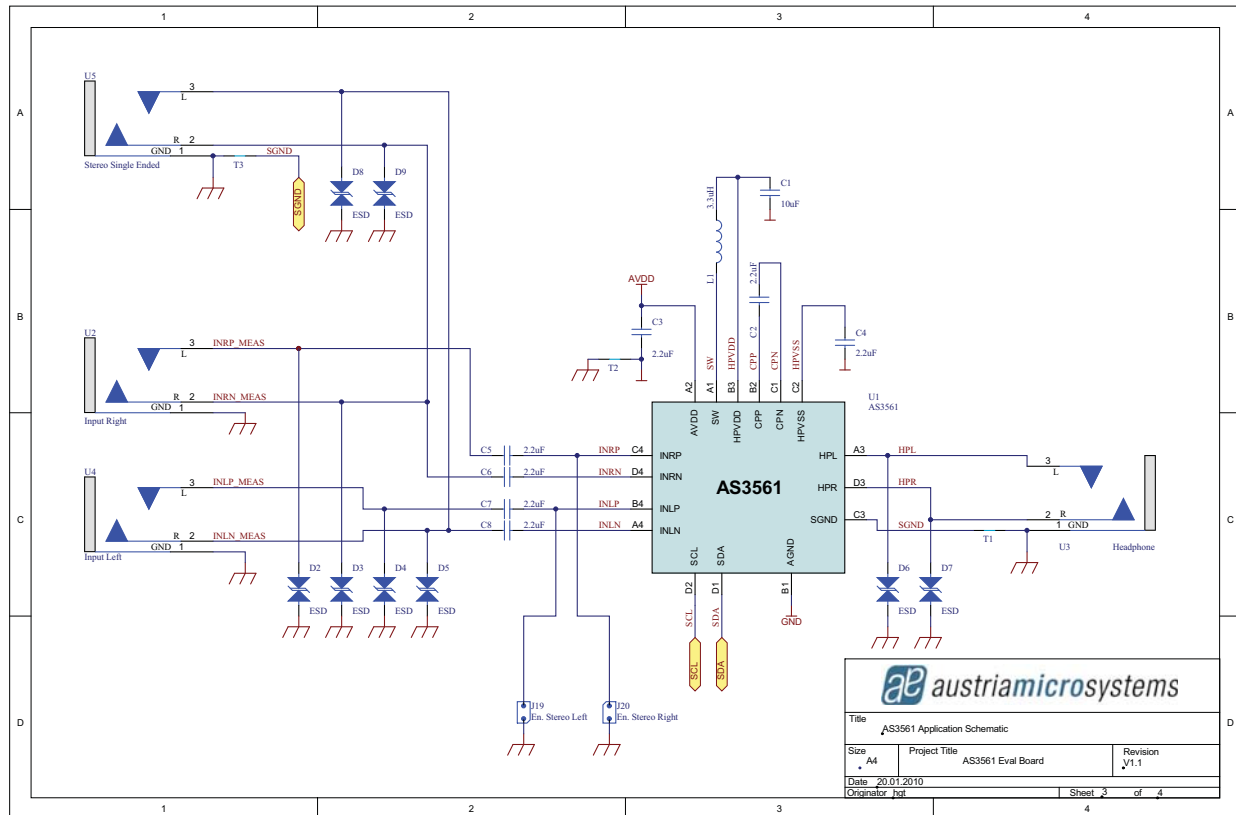 1 2 3 4
A A
B B
C C
D D
1 2 3 4
U5
3
L
R 2
GND 1
Stereo Single Ended
T3
SGND
SGND
D8
ESD
D9
ESD
C1
10uF
3.3uH
L1
AVDD
C3
2.2uF
T2
2.2uF
C2
C4
2.2uF
SW
HPVDD
CPP
CPN
HPVSS
A2
A1
B3
B2
C1
C2
U1
AS3561
U2
3
L
INRP_MEAS
R 2
INRN_MEAS
GND 1
Input Right
U4
3
L
INLP_MEAS
R 2
INLN_MEAS
GND 1
Input Left
D2
ESD
D3
ESD
D4
ESD
D5
ESD
C5 2.2uF INRP C4
C6 2.2uF INRN D4
C7 2.2uF INLP B4
C8 2.2uF INLN A4
AVDD
SW
HPVDD
CPP
CPN
HPVSS
INRP
INRN
INLP
INLN
AS3561
HPL
HPR
SGND
SCL
SDA
AGND
A3 HPL
D3 HPR
C3 SGND
T1
3
L
2 R
1 GND
U3
Headphone
D6
ESD
D7
ESD
D2
D1
B1
SCL
SDA
GND
SCL
SDA
J19
En. Stereo Left
J20
En. Stereo Right
ae austriamicrosystems
Title
AS3561 Application Schematic
Size
A4
Project Title
AS3561 Eval Board
Revision
V1.1
Date 20.01.2010
Originator hgt
Sheet 3 of 4